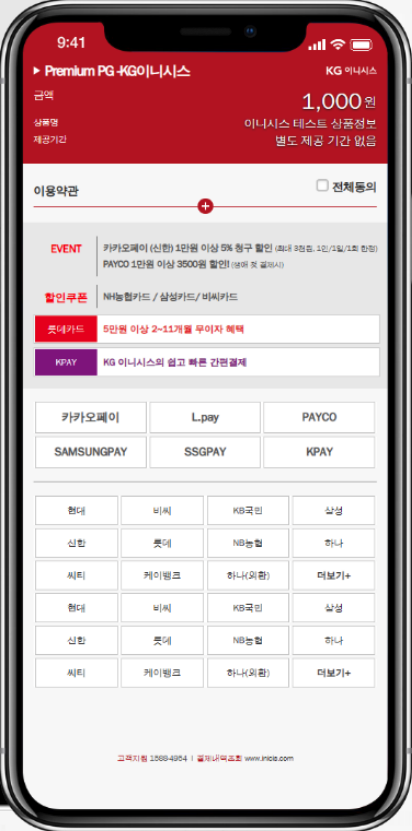 9:41
▶ Premium PG -KG이니시스 KG 이니시스
금액 1,000원
상품명 이니시스 테스트 상품정보
제공기간 별도 제공 기간 없음
이용약관 전체동의
EVENT 카카오페이 (신한) 1만원 이상 5% 청구 할인 (최대 3천원, 1인/1일/1회 한정)
PAYCO 1만원 이상 3500원 할인! (생애 첫 결제시)
할인쿠폰 NH농협카드 / 삼성카드/ 비씨카드
롯데카드 5만원 이상 2~11개월 무이자 혜택
KPAY KG 이니시스의 쉽고 빠른 간편결제
카카오페이 L.pay PAYCO
SAMSUNGPAY SSGPAY KPAY
현대 비씨 KB국민 삼성
신한 롯데 NB농협 하나
씨티 케이뱅크 하나(외환) 더보기+
현대 비씨 KB국민 삼성
신한 롯데 NB농협 하나
씨티 케이뱅크 하나(외환) 더보기+
고객지원 1588-4954 | 결제내역조회 www.inicis.com